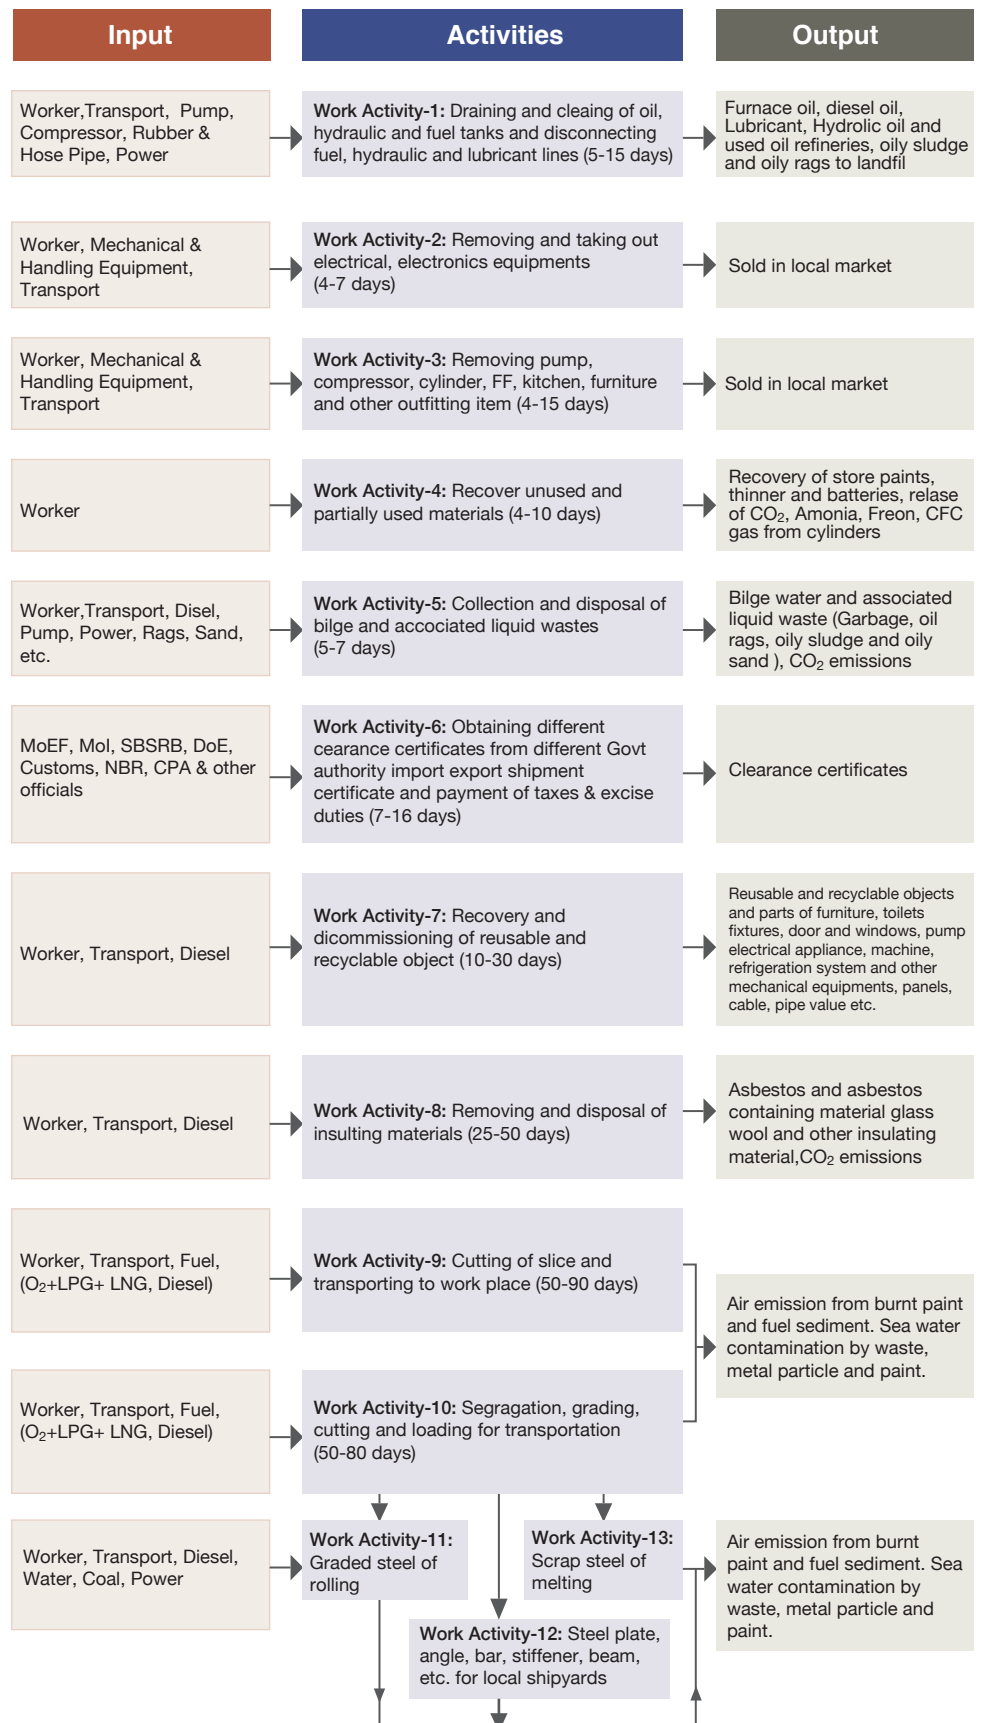 Input
Activities
Output
Worker,Transport, Pump,
Compressor, Rubber &
Hose Pipe, Power
Work Activity-1: Draining and cleaing of oil,
hydraulic and fuel tanks and disconnecting
fuel, hydraulic and lubricant lines (5-15 days)
Furnace oil, diesel oil,
Lubricant, Hydrolic oil and
used oil refineries, oily sludge
and oily rags to landfil
Worker, Mechanical &
Handling Equipment,
Transport
Work Activity-2: Removing and taking out
electrical, electronics equipments
(4-7 days)
Sold in local market
Worker, Mechanical &
Handling Equipment,
Transport
Work Activity-3: Removing pump,
compressor, cylinder, FF, kitchen, furniture
and other outfitting item (4-15 days)
Sold in local market
Worker
Work Activity-4: Recover unused and
partially used materials (4-10 days)
Recovery of store paints,
thinner and batteries, relase
of CO₂, Amonia, Freon, CFC
gas from cylinders
Worker,Transport, Disel,
Pump, Power, Rags, Sand,
etc.
Work Activity-5: Collection and disposal of
bilge and accociated liquid wastes
(5-7 days)
Bilge water and associated
liquid waste (Garbage, oil
rags, oily sludge and oily
sand ), CO₂ emissions
MoEF, MoI, SBSRB, DoE,
Customs, NBR, CPA & other
officials
Work Activity-6: Obtaining different
cearance certificates from different Govt
authority import export shipment
certificate and payment of taxes & excise
duties (7-16 days)
Clearance certificates
Worker, Transport, Diesel
Work Activity-7: Recovery and
dicommissioning of reusable and
recyclable object (10-30 days)
Reusable and recyclable objects
and parts of furniture, toilets
fixtures, door and windows, pump
electrical appliance, machine,
refrigeration system and other
mechanical equipments, panels,
cable, pipe value etc.
Worker, Transport, Diesel
Work Activity-8: Removing and disposal of
insulting materials (25-50 days)
Asbestos and asbestos
containing material glass
wool and other insulating
material,CO₂ emissions
Worker, Transport, Fuel,
(O₂+LPG+ LNG, Diesel)
Work Activity-9: Cutting of slice and
transporting to work place (50-90 days)
Air emission from burnt paint
and fuel sediment. Sea water
contamination by waste,
metal particle and paint.
Worker, Transport, Fuel,
(O₂+LPG+ LNG, Diesel)
Work Activity-10: Segragation, grading,
cutting and loading for transportation
(50-80 days)
Worker, Transport, Diesel,
Water, Coal, Power
Work Activity-11:
Graded steel of
rolling
Work Activity-13:
Scrap steel of
melting
Air emission from burnt
paint and fuel sediment. Sea
water contamination by
waste, metal particle and
paint.
Work Activity-12: Steel plate,
angle, bar, stiffener, beam,
etc. for local shipyards